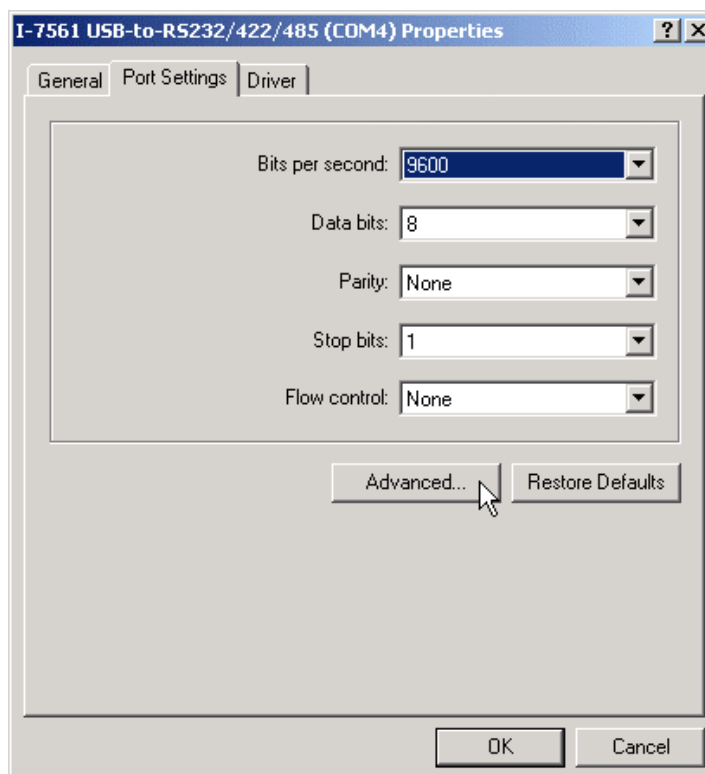 I-7561 USB-to-RS232/422/485 (COM4) Properties
General Port Settings Driver
Bits per second: 9600
Data bits: 8
Parity: None
Stop bits: 1
Flow control: None
Advanced... Restore Defaults
OK Cancel